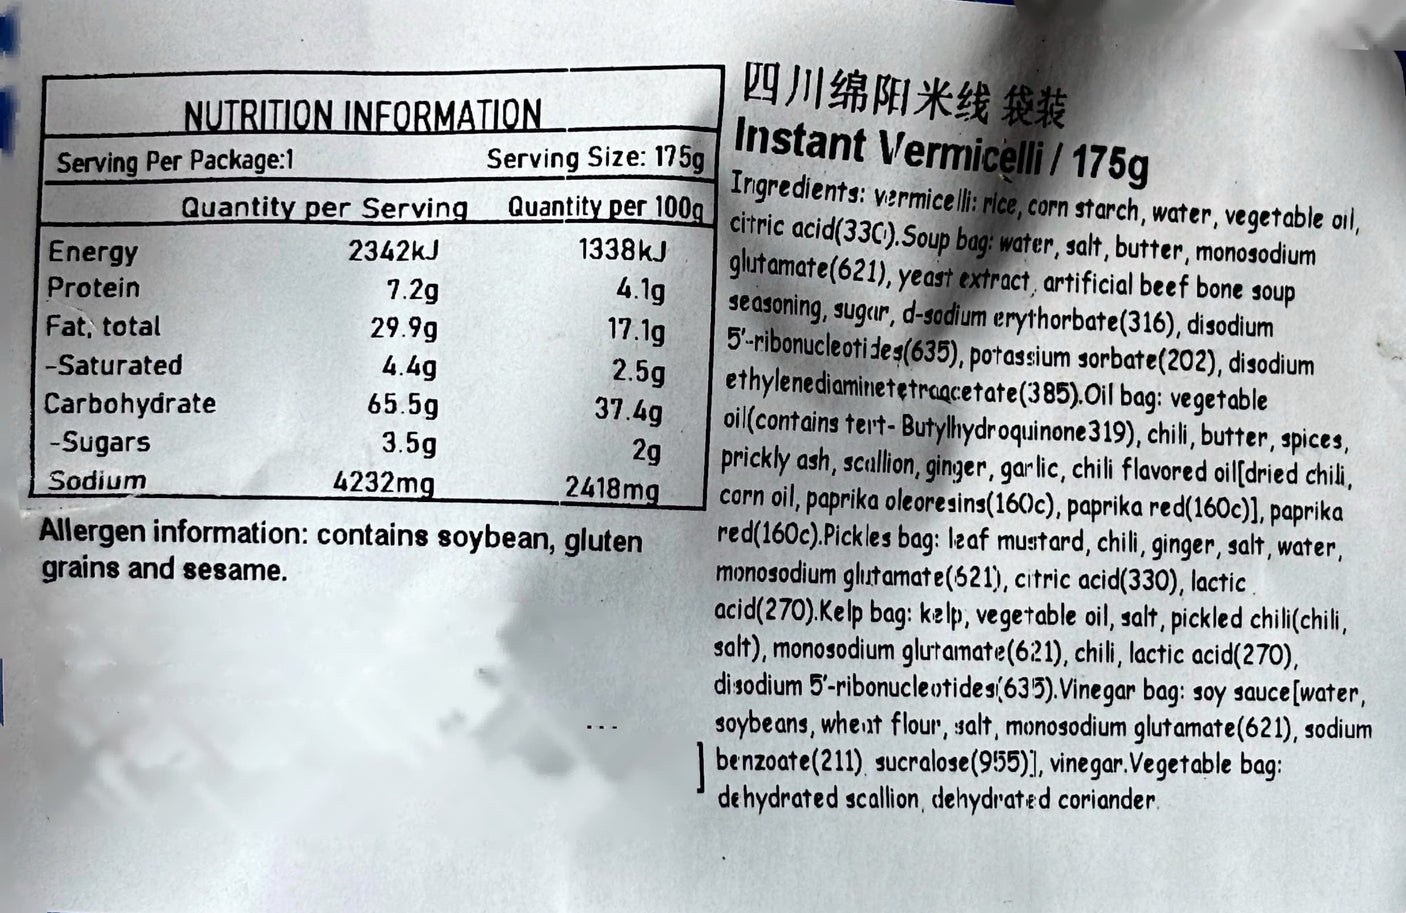 NUTRITION INFORMATION
Serving Per Package:1 Serving Size: 175g
Quantity per Serving Quantity per 100g
Energy 2342kJ 1338kJ
Protein 7.2g 4.1g
Fat, total 29.9g 17.1g
-Saturated 4.4g 2.5g
Carbohydrate 65.5g 37.4g
-Sugars 3.5g 2g
Sodium 4232mg 2418mg
Allergen information: contains soybean, gluten
grains and sesame.
四川绵阳米线 袋装
Instant Vermicelli / 175g
Ingredients: vermicelli: rice, corn starch, water, vegetable oil,
citric acid(330).Soup bag: water, salt, butter, monosodium
glutamate(621), yeast extract, artificial beef bone soup
seasoning, sugar, d-sodium erythorbate(316), disodium
5'-ribonucleotides(635), potassium sorbate(202), disodium
ethylenediaminetetraacetate(385).Oil bag: vegetable
oil(contains tert- Butylhydroquinone319), chili, butter, spices,
prickly ash, scallion, ginger, garlic, chili flavored oil[dried chili,
corn oil, paprika oleoresins(160c), paprika red(160c)], paprika
red(160c).Pickles bag: leaf mustard, chili, ginger, salt, water,
monosodium glutamate(621), citric acid(330), lactic
acid(270).Kelp bag: kelp, vegetable oil, salt, pickled chili(chili,
salt), monosodium glutamate(621), chili, lactic acid(270),
disodium 5'-ribonucleotides(635).Vinegar bag: soy sauce[water,
soybeans, wheat flour, salt, monosodium glutamate(621), sodium
benzoate(211), sucralose(955)], vinegar.Vegetable bag:
dehydrated scallion, dehydrated coriander.